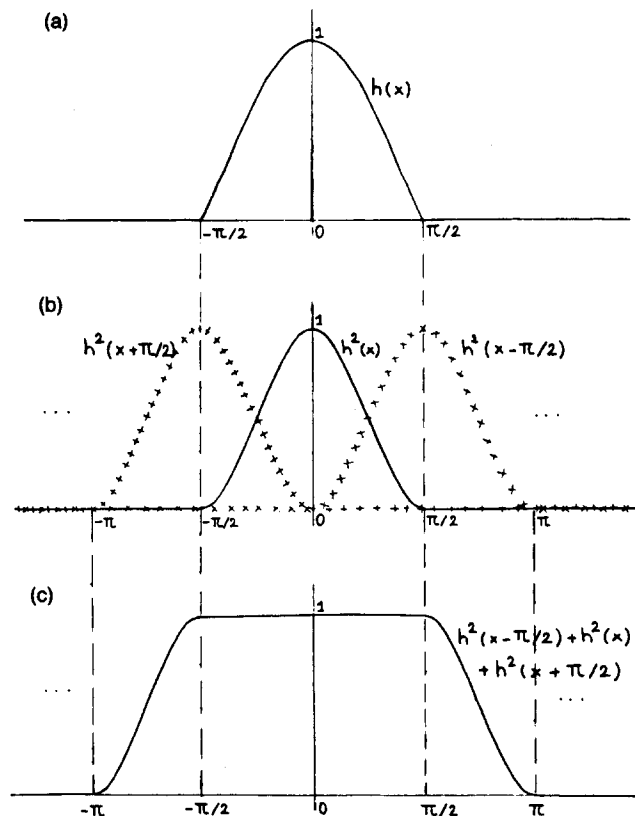 (a)
1
h(x)
-π/2
0
π/2
(b)
1
h²(x+π/2)
h²(x)
h²(x-π/2)
...
...
-π
-π/2
0
π/2
π
(c)
1
h²(x-π/2)+h²(x)
+h²(x+π/2)
...
...
-π
-π/2
0
π/2
π